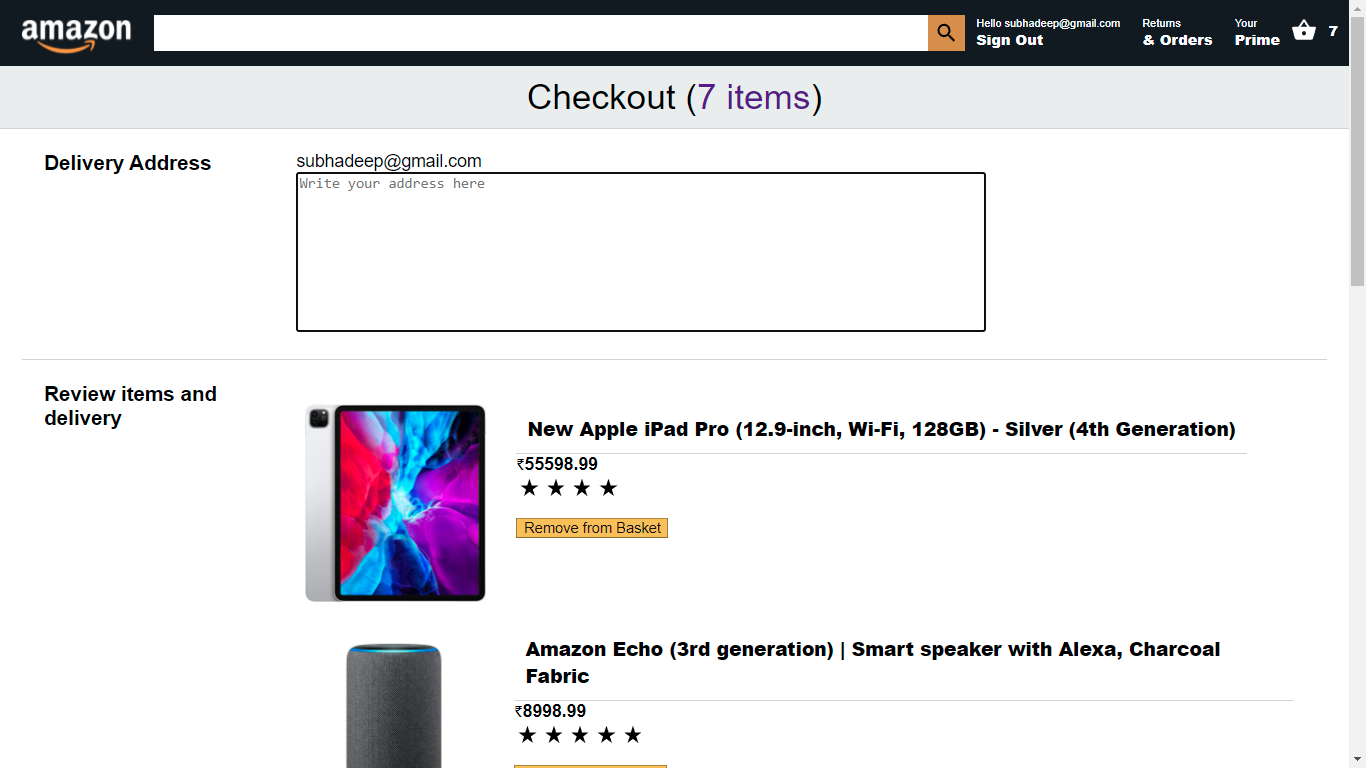 amazon
Hello subhadeep@gmail.com
Sign Out
Returns
& Orders
Your
Prime
7
Checkout (7 items)
Delivery Address
subhadeep@gmail.com
Write your address here
Review items and
delivery
New Apple iPad Pro (12.9-inch, Wi-Fi, 128GB) - Silver (4th Generation)
₹55598.99
★ ★ ★ ★
Remove from Basket
Amazon Echo (3rd generation) | Smart speaker with Alexa, Charcoal
Fabric
₹8998.99
★ ★ ★ ★ ★